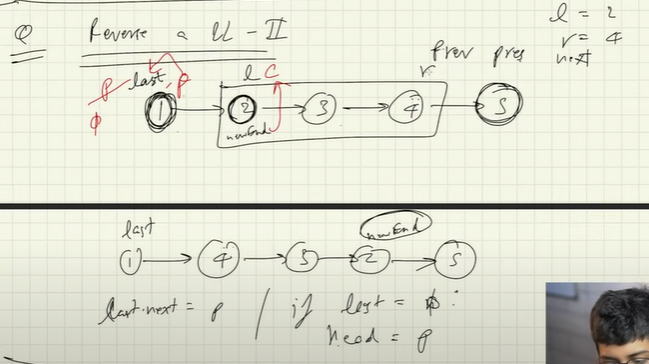 Q Reverse a LL - II
l = 2
r = 4
next
Prev pres
l C r
p last p
ϕ
1 2 3 4 5
newEnd
last newEnd
1 4 3 2 5
last.next = p / if last = ϕ :
head = p